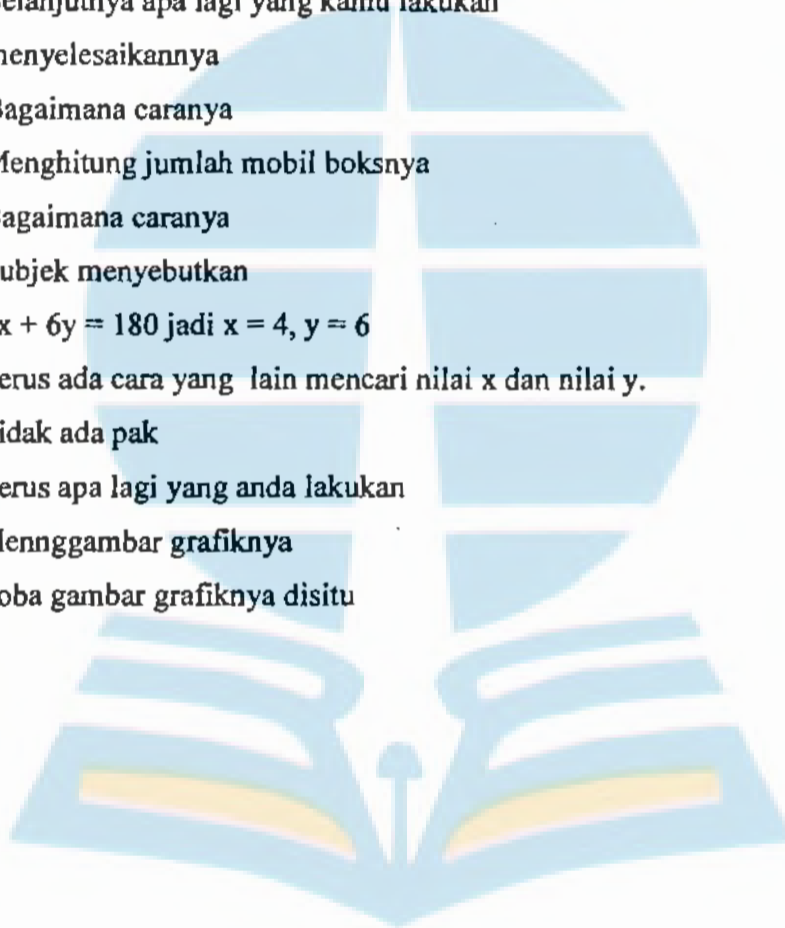 elanjutnya apa lagi yang kamu lakukan
nenyelesaikannya
agaimana caranya
Menghitung jumlah mobil boksnya
agaimana caranya
ubjek menyebutkan
x + 6y = 180 jadi x = 4, y = 6
erus ada cara yang lain mencari nilai x dan nilai y.
idak ada pak
erus apa lagi yang anda lakukan
Mennggambar grafiknya
oba gambar grafiknya disitu